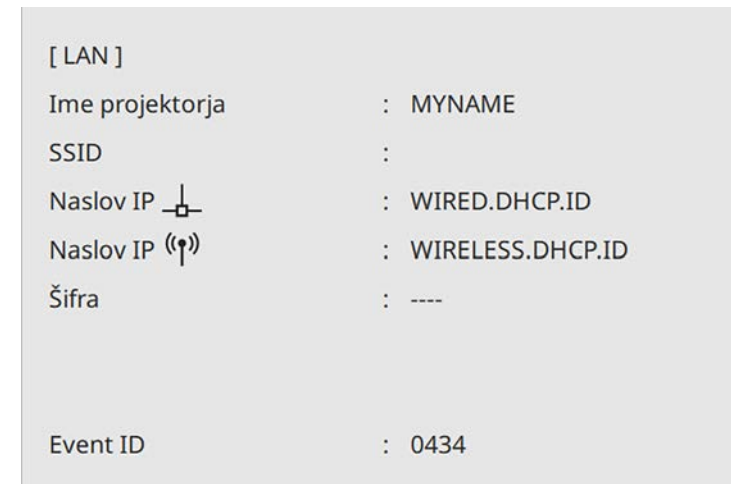 [ LAN ]
Ime projektorja : MYNAME
SSID :
Naslov IP : WIRED.DHCP.ID
Naslov IP : WIRELESS.DHCP.ID
Šifra : ----
Event ID : 0434